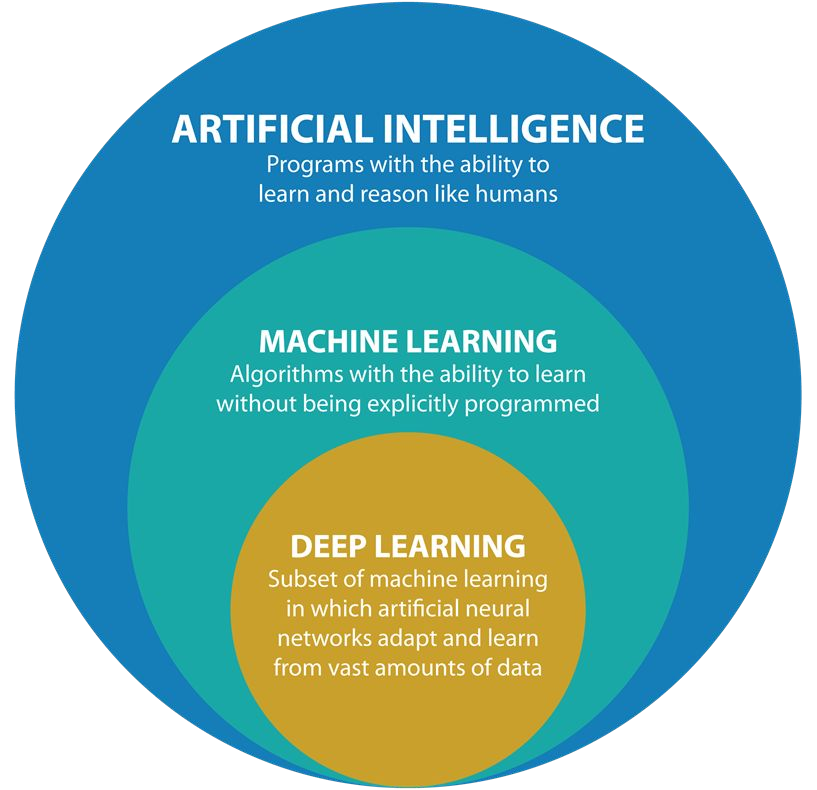 ARTIFICIAL INTELLIGENCE
Programs with the ability to
learn and reason like humans
MACHINE LEARNING
Algorithms with the ability to learn
without being explicitly programmed
DEEP LEARNING
Subset of machine learning
in which artificial neural
networks adapt and learn
from vast amounts of data